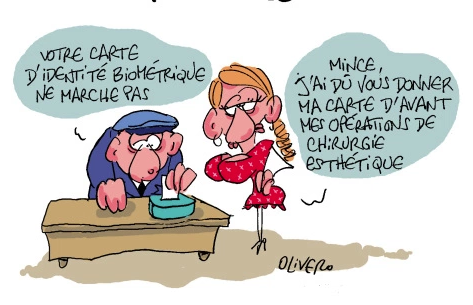 VOTRE CARTE
D'IDENTITÉ BIOMÉTRIQUE
NE MARCHE PAS
MINCE,
J'AI DÛ VOUS DONNER
MA CARTE D'AVANT
MES OPÉRATIONS DE
CHIRURGIE
ESTHÉTIQUE
OLIVERO